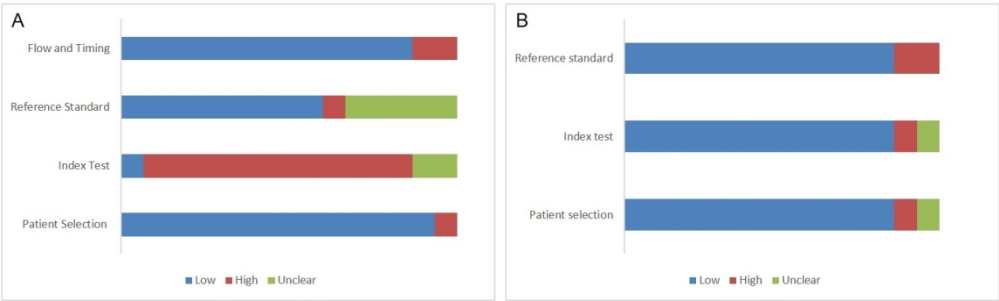 A
Flow and Timing
Reference Standard
Index Test
Patient Selection
Low High Unclear
B
Reference standard
Index test
Patient selection
Low High Unclear